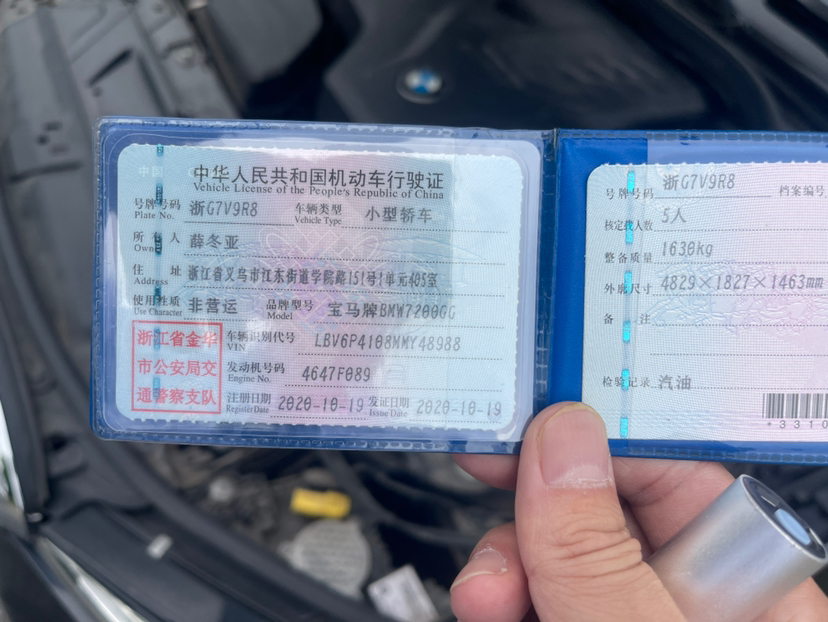 中华人民共和国机动车行驶证
Vehicle License of the People's Republic of China
号牌号码 浙G7V9R8 车辆类型 小型轿车
Plate No. Vehicle Type
所有人 薛冬亚
Owner
住址 浙江省义乌市江东街道学院路151号1单元405室
Address
使用性质 非营运 品牌型号 宝马牌BMW7200GG
Use Character Model
浙江省金华
市公安局交
通警察支队
车辆识别代号 LBV6P4108MMY48988
VIN
发动机号码 4647F089
Engine No.
注册日期 2020-10-19 发证日期 2020-10-19
Register Date Issue Date
号牌号码 浙G7V9R8 档案编号
核定载人数 5人
整备质量 1630kg
外廓尺寸 4829×1827×1463mm
备注
检验记录 汽油
*3310